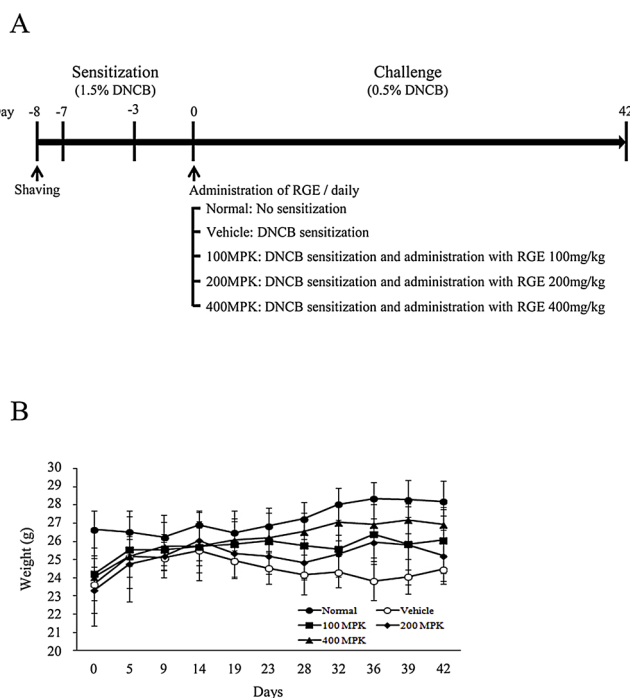 A
Sensitization
(1.5% DNCB)
Challenge
(0.5% DNCB)
ay -8 -7 -3 0 42
Shaving
Administration of RGE / daily
Normal: No sensitization
Vehicle: DNCB sensitization
100MPK: DNCB sensitization and administration with RGE 100mg/kg
200MPK: DNCB sensitization and administration with RGE 200mg/kg
400MPK: DNCB sensitization and administration with RGE 400mg/kg
B
Weight (g)
30
29
28
27
26
25
24
23
22
21
20
Normal Vehicle
100 MPK 200 MPK
400 MPK
0 5 9 14 19 23 28 32 36 39 42
Days